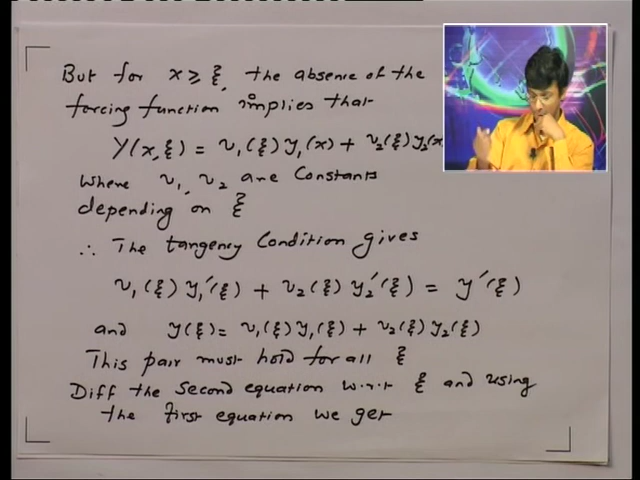 But for x ≥ ξ, the absence of the
forcing function implies that
Y(x,ξ) = v₁(ξ)y₁(x) + v₂(ξ)y₂(x
where v₁, v₂ are Constants
depending on ξ
∴ The tangency Condition gives
v₁(ξ) y₁′(ξ) + v₂(ξ) y₂′(ξ) = y′(ξ)
and y(ξ) = v₁(ξ)y₁(ξ) + v₂(ξ) y₂(ξ)
This pair must hold for all ξ
Diff the second equation w.r.t ξ and using
the first equation we get